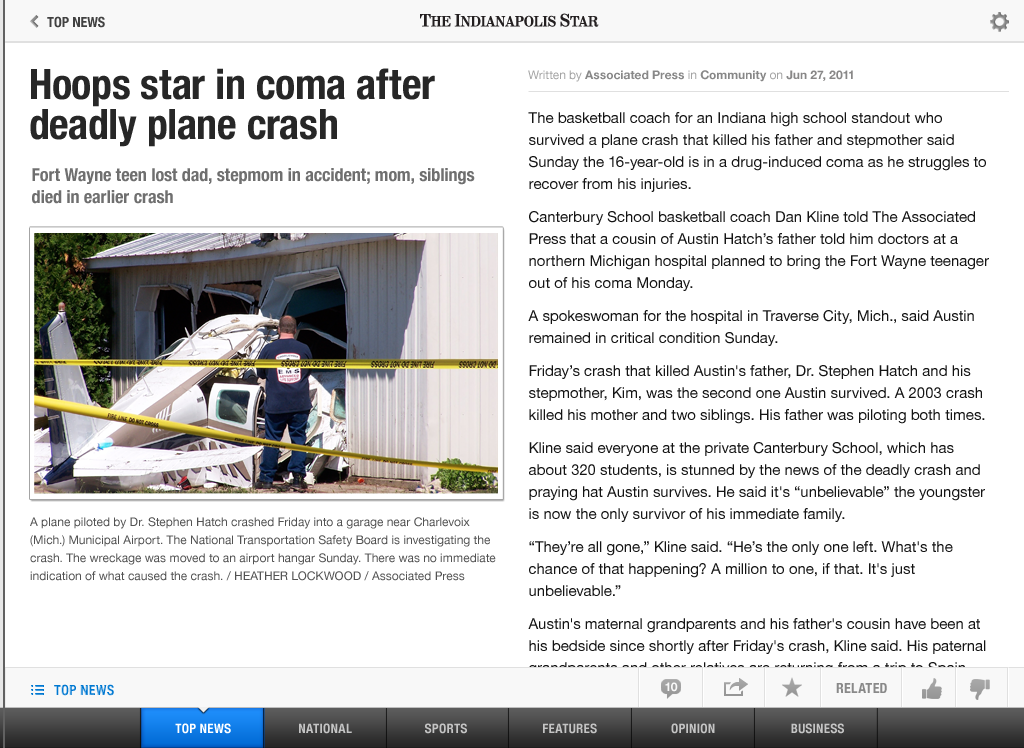 TOP NEWS
THE INDIANAPOLIS STAR
Hoops star in coma after
deadly plane crash
Fort Wayne teen lost dad, stepmom in accident; mom, siblings
died in earlier crash
EMS
FIRE LINE DO NOT CROSS
A plane piloted by Dr. Stephen Hatch crashed Friday into a garage near Charlevoix
(Mich.) Municipal Airport. The National Transportation Safety Board is investigating the
crash. The wreckage was moved to an airport hangar Sunday. There was no immediate
indication of what caused the crash. / HEATHER LOCKWOOD / Associated Press
Written by Associated Press in Community on Jun 27, 2011
The basketball coach for an Indiana high school standout who
survived a plane crash that killed his father and stepmother said
Sunday the 16-year-old is in a drug-induced coma as he struggles to
recover from his injuries.
Canterbury School basketball coach Dan Kline told The Associated
Press that a cousin of Austin Hatch’s father told him doctors at a
northern Michigan hospital planned to bring the Fort Wayne teenager
out of his coma Monday.
A spokeswoman for the hospital in Traverse City, Mich., said Austin
remained in critical condition Sunday.
Friday’s crash that killed Austin's father, Dr. Stephen Hatch and his
stepmother, Kim, was the second one Austin survived. A 2003 crash
killed his mother and two siblings. His father was piloting both times.
Kline said everyone at the private Canterbury School, which has
about 320 students, is stunned by the news of the deadly crash and
praying hat Austin survives. He said it's “unbelievable” the youngster
is now the only survivor of his immediate family.
“They’re all gone,” Kline said. “He’s the only one left. What's the
chance of that happening? A million to one, if that. It's just
unbelievable.”
Austin's maternal grandparents and his father's cousin have been at
his bedside since shortly after Friday's crash, Kline said. His paternal
grandparents and other relatives are returning from a trip to Spain
TOP NEWS
10
RELATED
TOP NEWS
NATIONAL
SPORTS
FEATURES
OPINION
BUSINESS